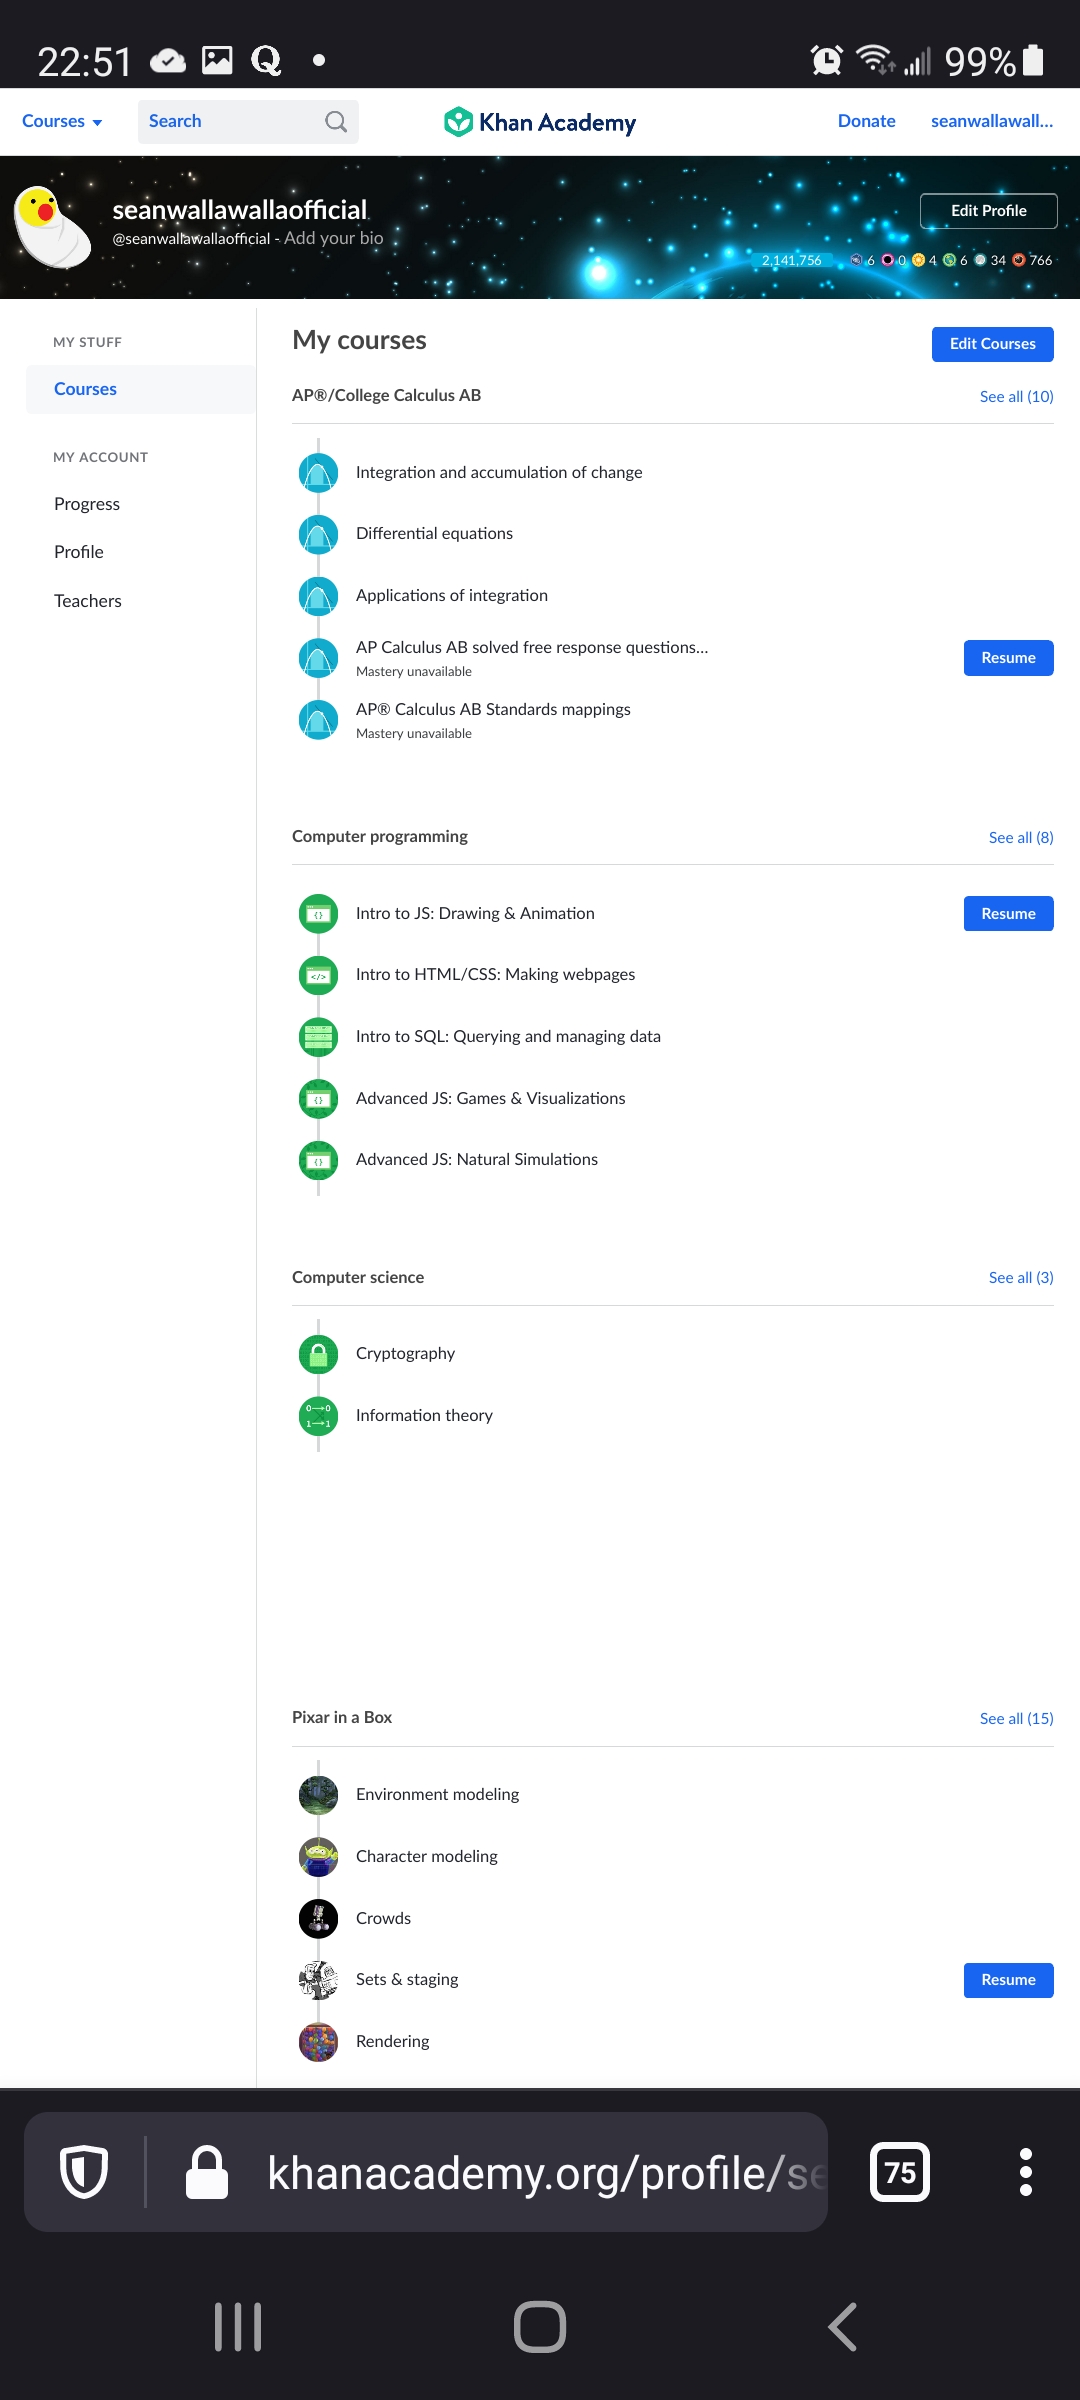 22:51
99%
Courses
Search
Khan Academy
Donate
seanwallawall...
seanwallawallaofficial
@seanwallawallaofficial - Add your bio
Edit Profile
2,141,756 6 0 4 6 34 766
MY STUFF
Courses
MY ACCOUNT
Progress
Profile
Teachers
My courses
Edit Courses
AP®/College Calculus AB
See all (10)
Integration and accumulation of change
Differential equations
Applications of integration
AP Calculus AB solved free response questions...
Mastery unavailable
Resume
AP® Calculus AB Standards mappings
Mastery unavailable
Computer programming
See all (8)
Intro to JS: Drawing & Animation
Resume
Intro to HTML/CSS: Making webpages
Intro to SQL: Querying and managing data
Advanced JS: Games & Visualizations
Advanced JS: Natural Simulations
Computer science
See all (3)
Cryptography
Information theory
Pixar in a Box
See all (15)
Environment modeling
Character modeling
Crowds
Sets & staging
Resume
Rendering
khanacademy.org/profile/se
75